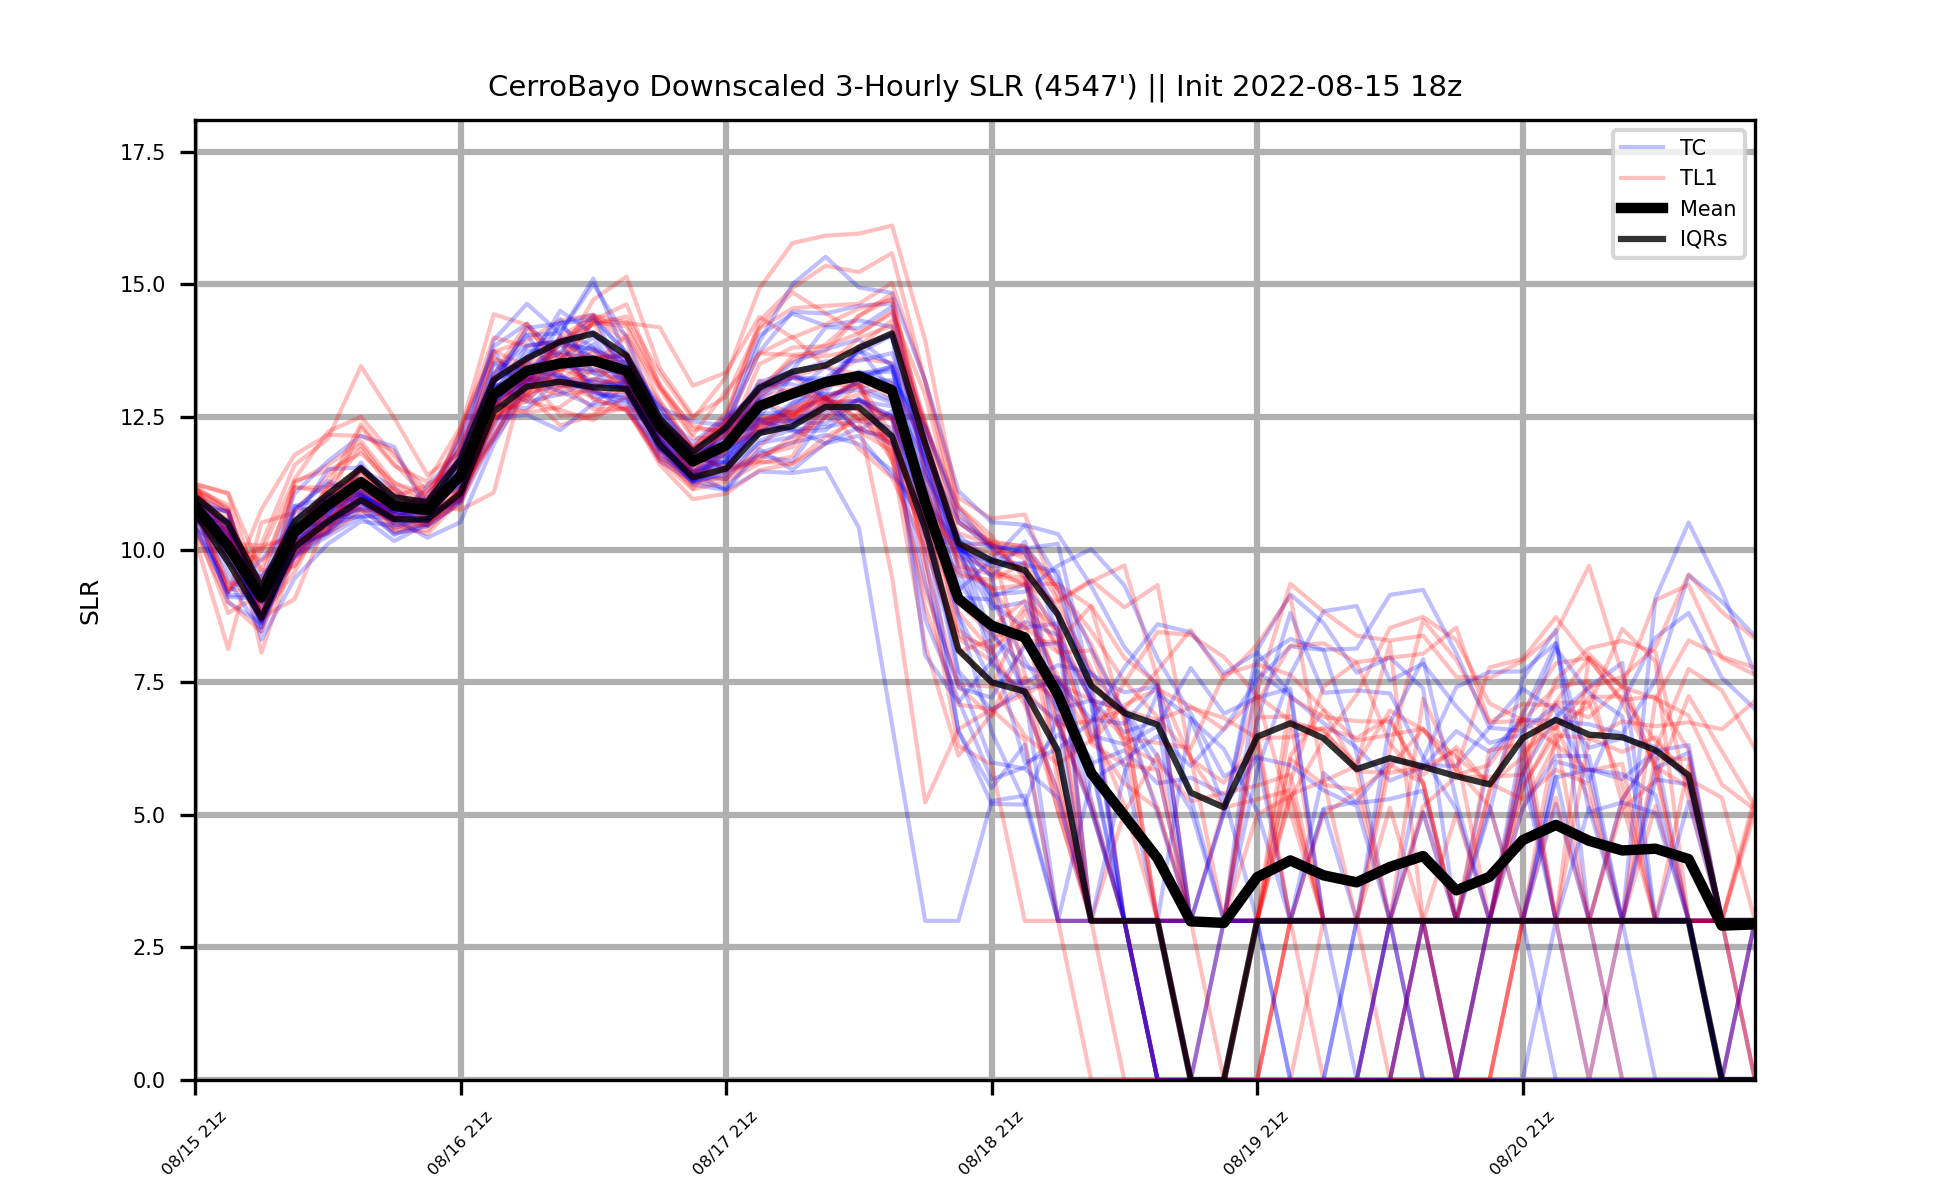 CerroBayo Downscaled 3-Hourly SLR (4547') || Init 2022-08-15 18z
TC
TL1
Mean
IQRs
SLR
17.5
15.0
12.5
10.0
7.5
5.0
2.5
0.0
08/15 21z
08/16 21z
08/17 21z
08/18 21z
08/19 21z
08/20 21z